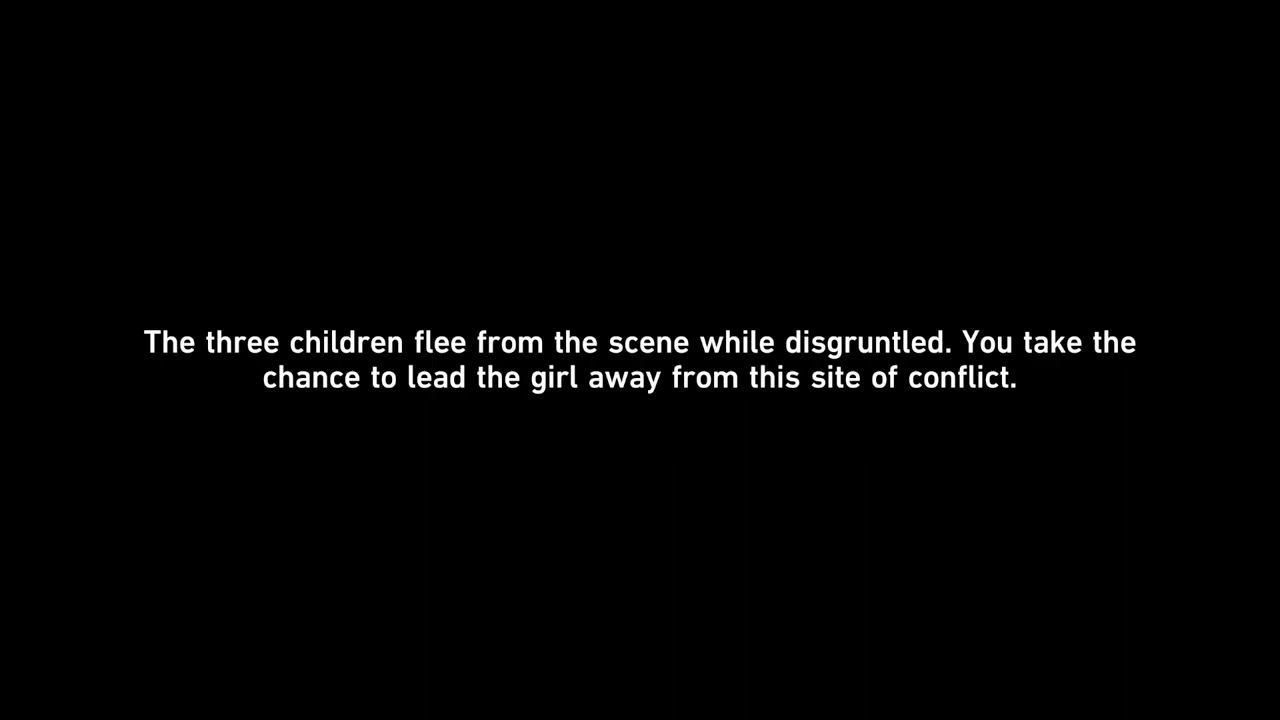 The three children flee from the scene while disgruntled. You take the
chance to lead the girl away from this site of conflict.